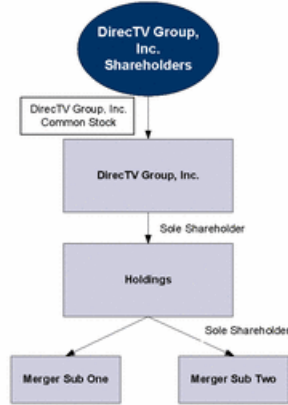 DirecTV Group,
Inc.
Shareholders
DirecTV Group, Inc.
Common Stock
DirecTV Group, Inc.
Sole Shareholder
Holdings
Sole Shareholder
Merger Sub One
Merger Sub Two